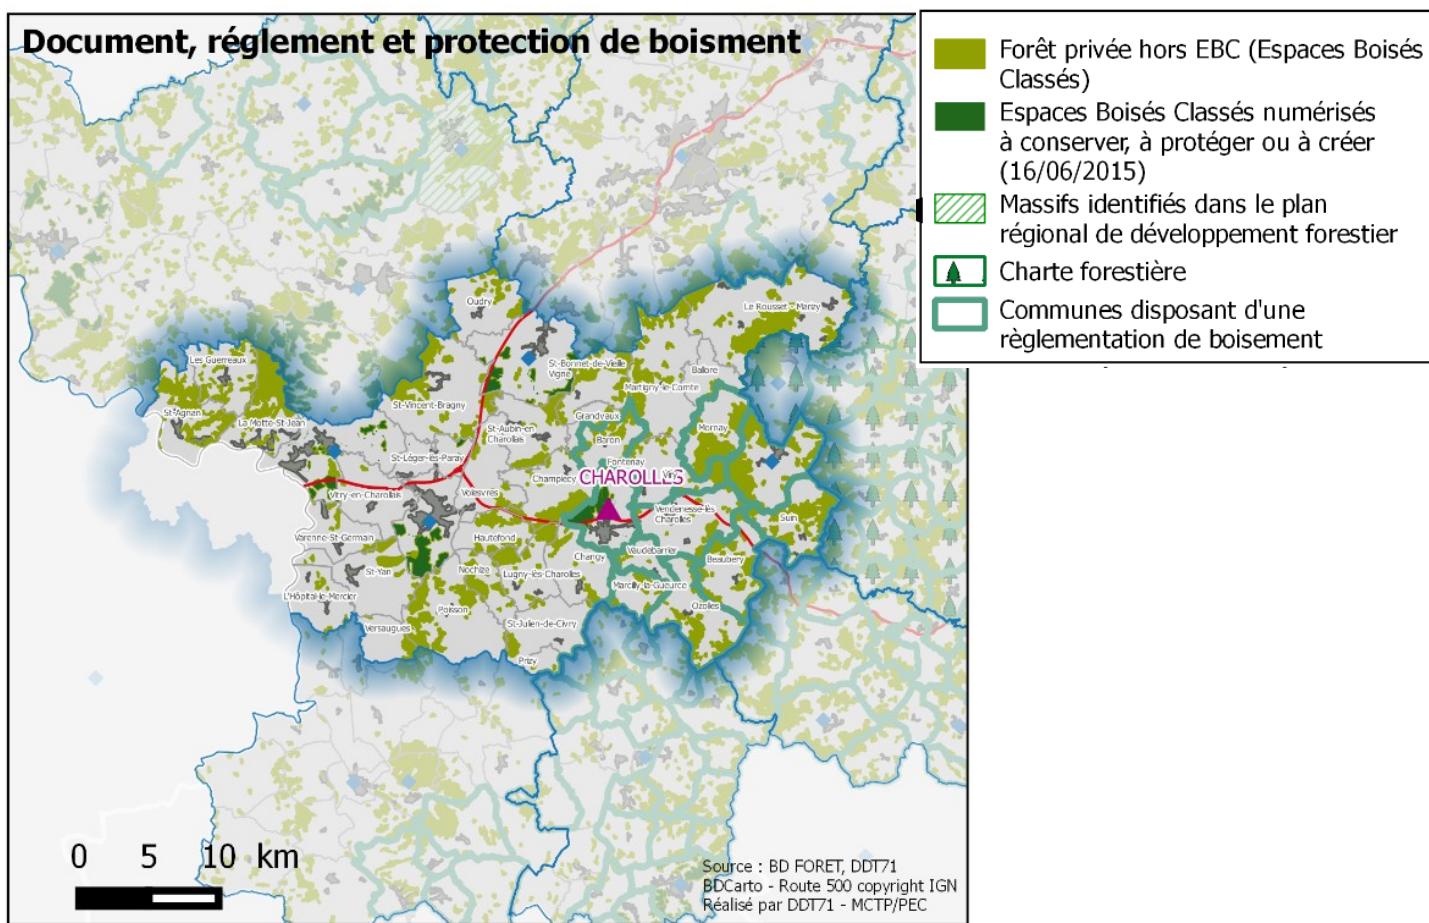 Document, réglement et protection de boisment
Forêt privée hors EBC (Espaces Boisés
Classés)
Espaces Boisés Classés numérisés
à conserver, à protéger ou à créer
(16/06/2015)
Massifs identifiés dans le plan
régional de développement forestier
Charte forestière
Communes disposant d'une
règlementation de boisement
Oudry
Le Rousset - Marizy
Les Guerreaux
St-Bonnet-de-Vieille
Vigne
Ballore
Martigny-le-Comte
St-Vincent-Bragny
St-Agnan
La Motte-St-Jean
Grandvaux
St-Aubin-en
Charollais
Mornay
Baron
St-Léger-lès-Paray
Fontenay
Champlecy
CHAROLLES
Viry
Vitry-en-Charollais
Volesvres
Vendenesse-lès
Charolles
Suin
Varenne-St-Germain
Hautefond
Changy
Vaudebarrier
Beaubery
St-Yan
Nochize
Lugny-lès-Charolles
Marcilly-la-Gueurce
L'Hôpital-le-Mercier
Poisson
Ozolles
Versaugues
St-Julien-de-Civry
Prizy
0 5 10 km
Source : BD FORET, DDT71
BDCarto - Route 500 copyright IGN
Réalisé par DDT71 - MCTP/PEC